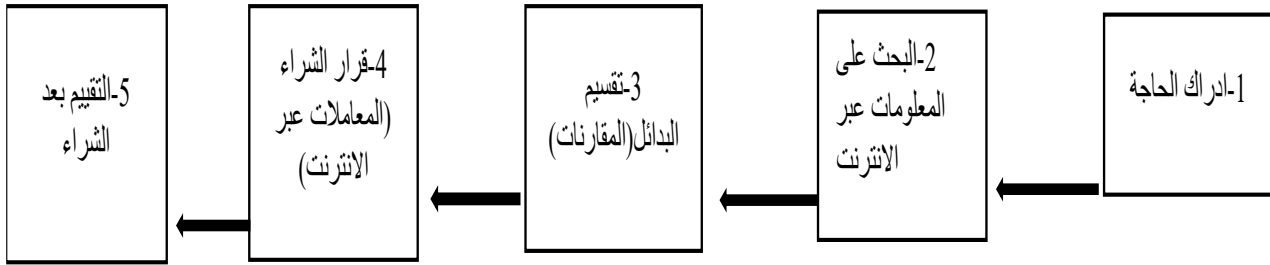 1-ادراك الحاجة
2-البحث على
المعلومات عبر
الانترنت
3-تقسيم
البدائل(المقارنات)
4-قرار الشراء
(المعاملات عبر
الانترنت)
5-التقييم بعد
الشراء